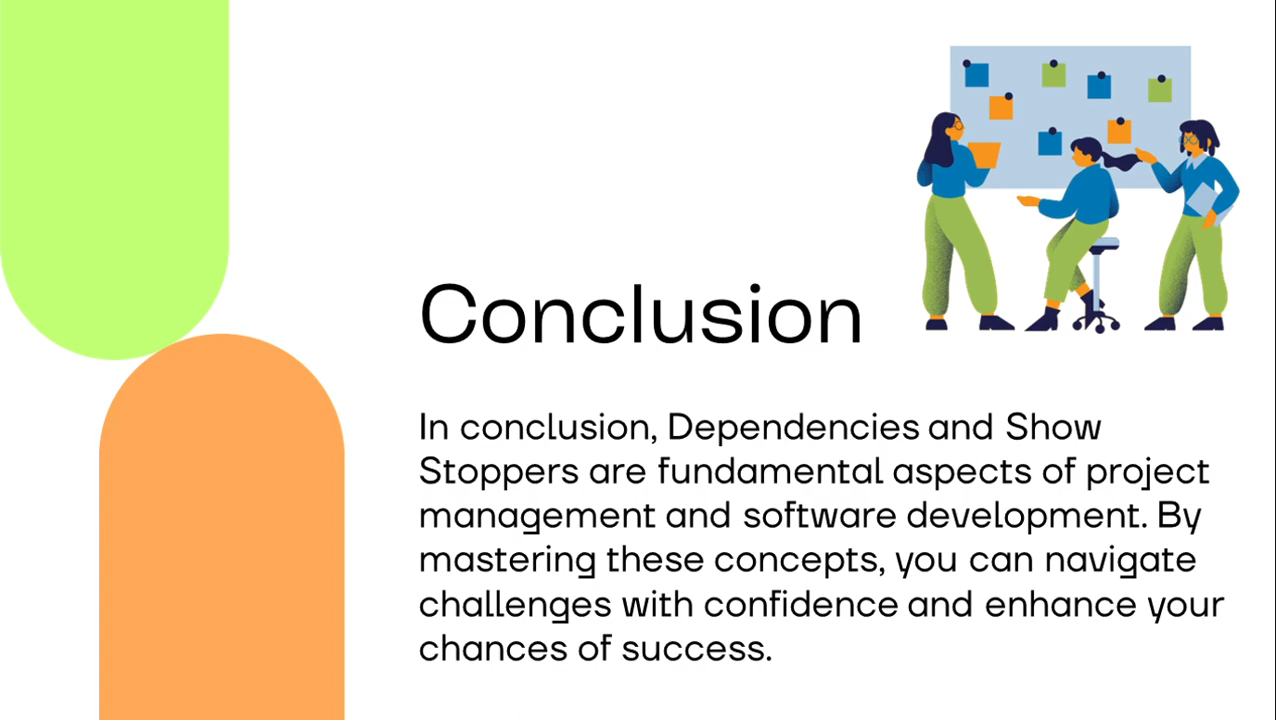 Conclusion
In conclusion, Dependencies and Show
Stoppers are fundamental aspects of project
management and software development. By
mastering these concepts, you can navigate
challenges with confidence and enhance your
chances of success.